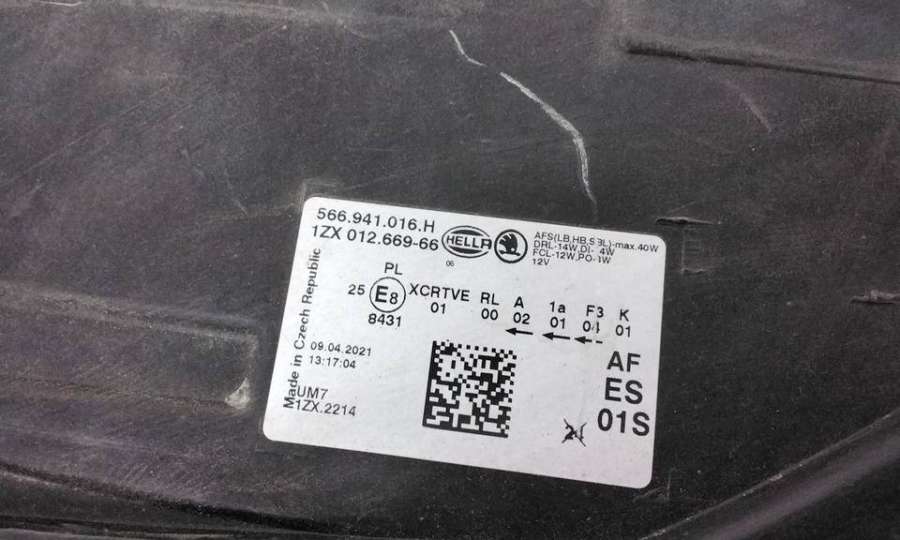 566.941.016.H
1ZX 012.669-66
HELLA
06
AFS(LB,HB,SBL)-max.40W
DRL-14W,DI-.4W
FCL-12W,PO-1W
12V
PL
25 E8 XCRTVE RL A 1a F3 K
8431 01 00 02 01 04 01
Made in Czech Republic
09.04.2021
13:17:04
UM7
1ZX.2214
AF
ES
01S